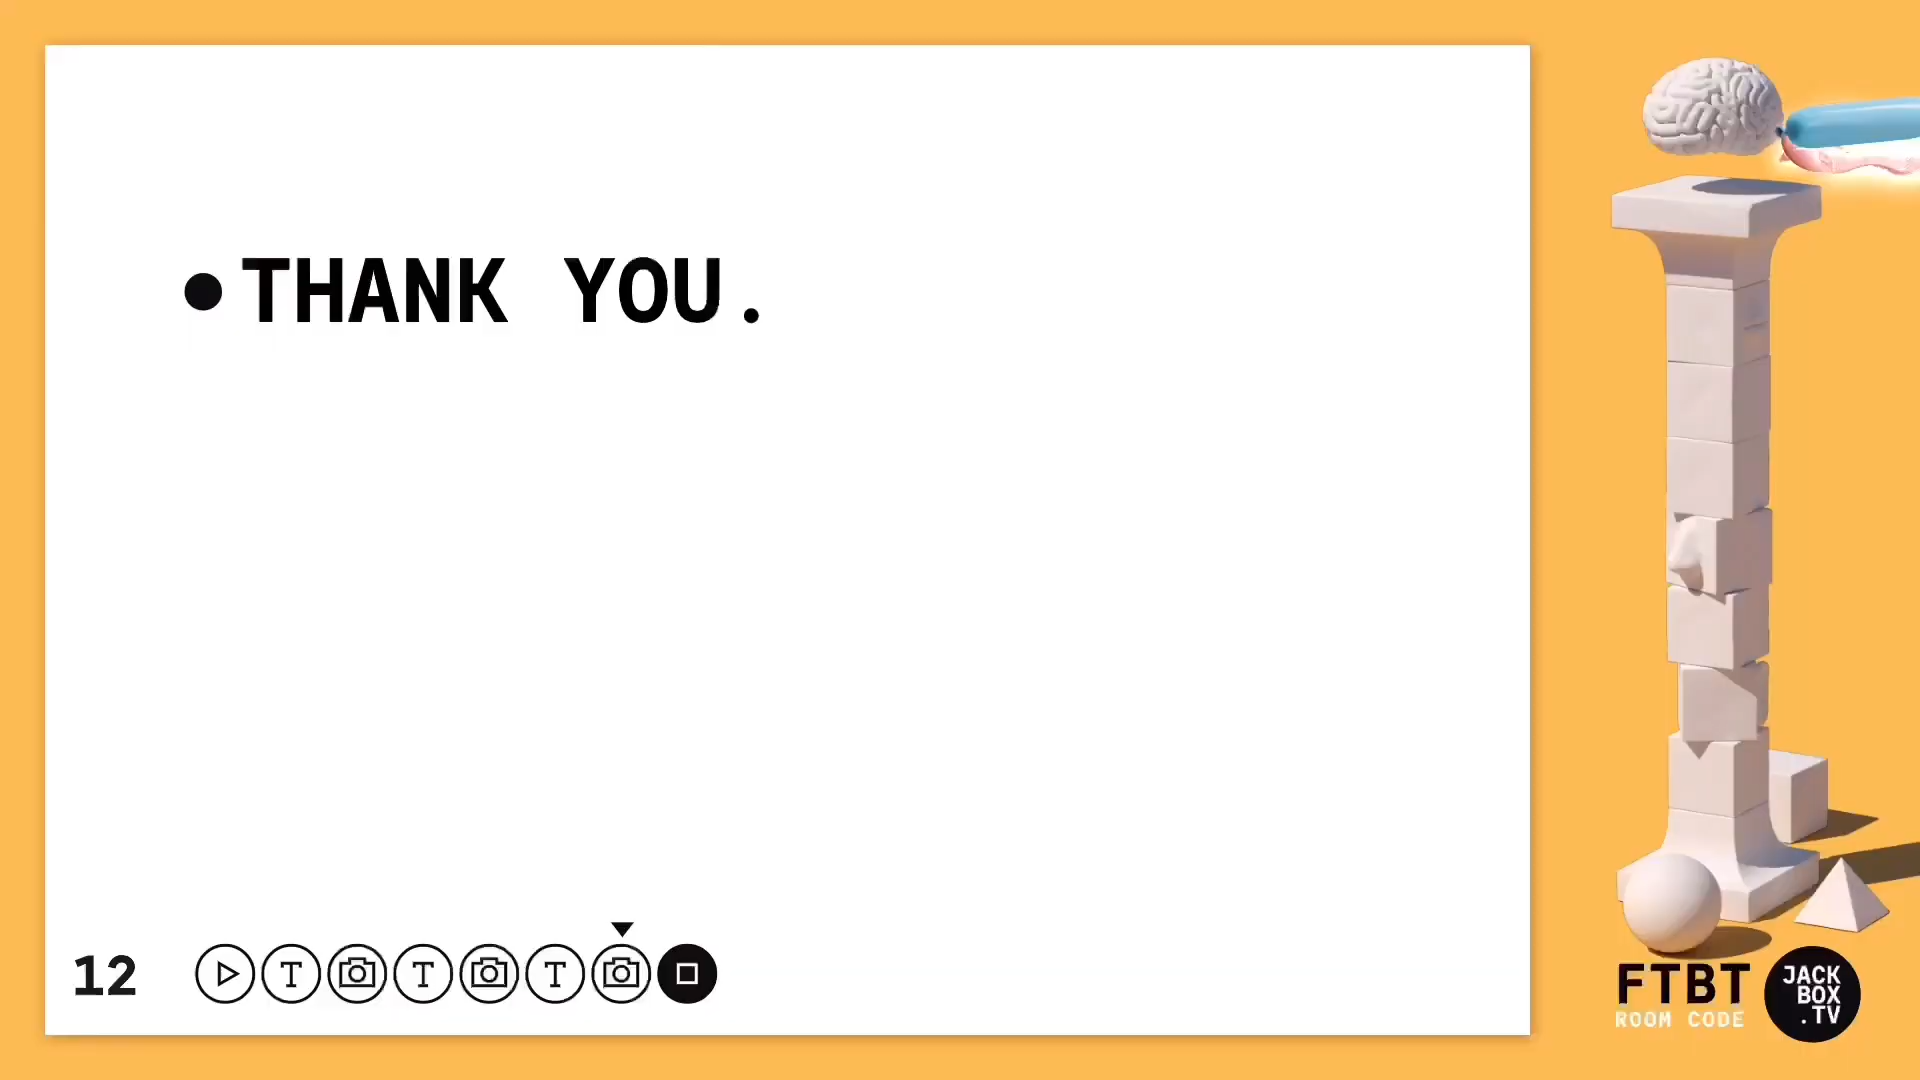 ● THANK YOU.
12
T T T
FTBT
ROOM CODE
JACK
BOX
.TV